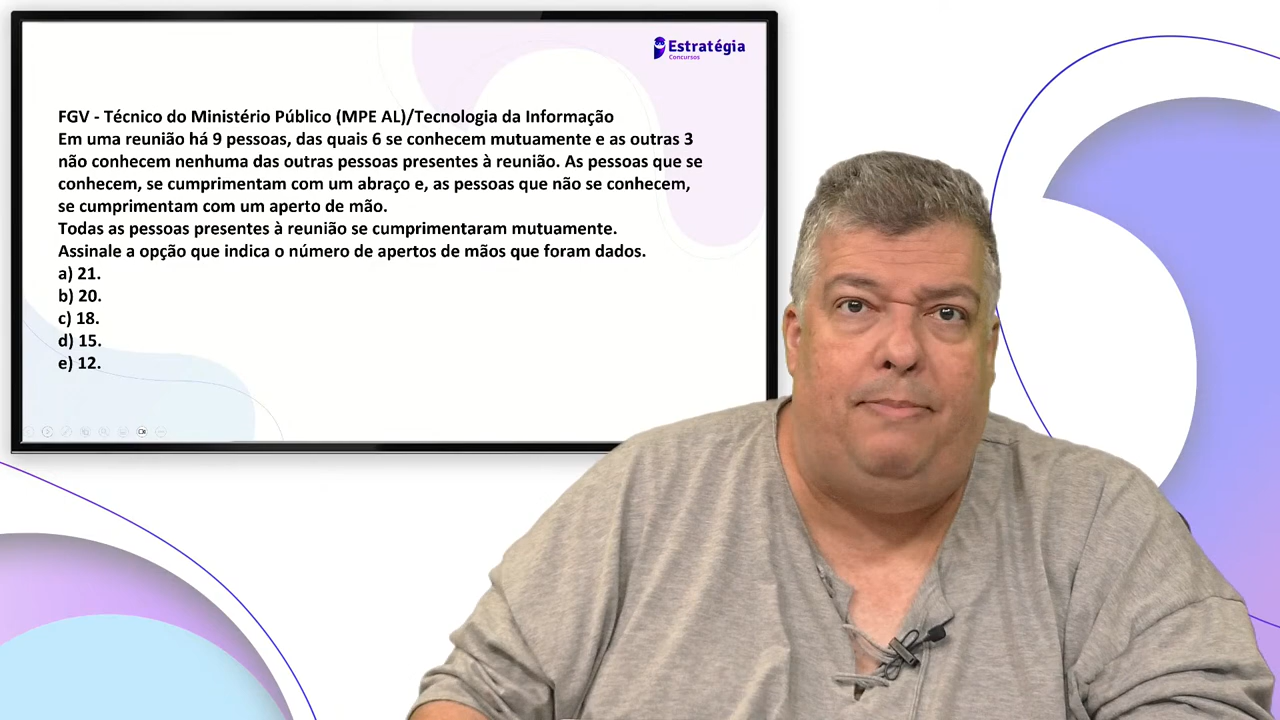 Estratégia
Concursos
FGV - Técnico do Ministério Público (MPE AL)/Tecnologia da Informação
Em uma reunião há 9 pessoas, das quais 6 se conhecem mutuamente e as outras 3
não conhecem nenhuma das outras pessoas presentes à reunião. As pessoas que se
conhecem, se cumprimentam com um abraço e, as pessoas que não se conhecem,
se cumprimentam com um aperto de mão.
Todas as pessoas presentes à reunião se cumprimentaram mutuamente.
Assinale a opção que indica o número de apertos de mãos que foram dados.
a) 21.
b) 20.
c) 18.
d) 15.
e) 12.